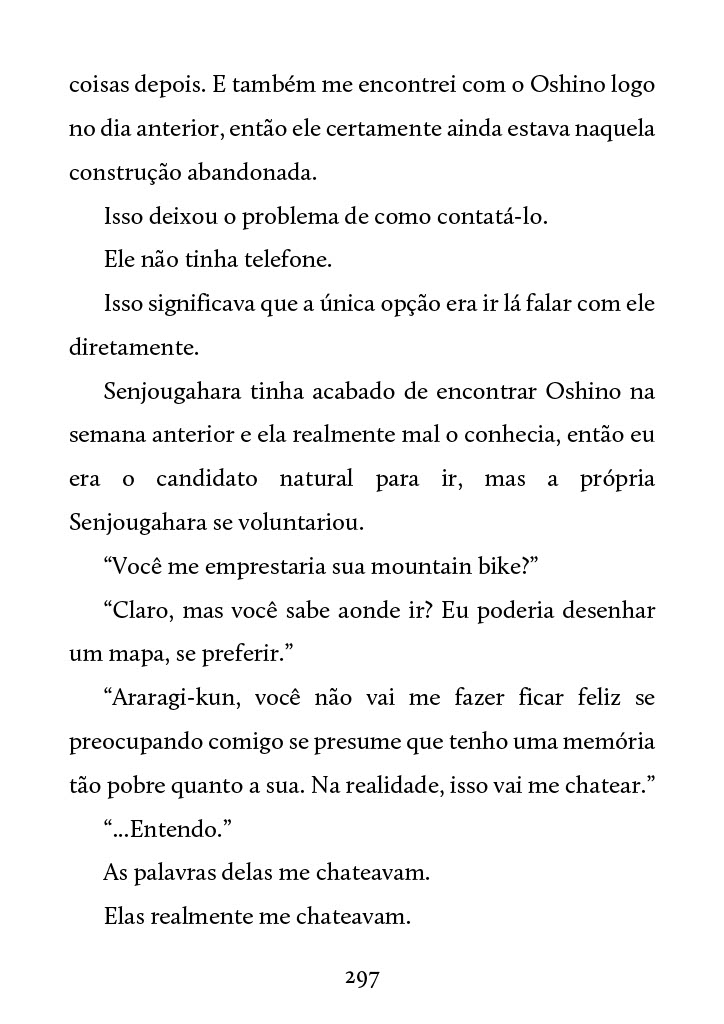 coisas depois. E também me encontrei com o Oshino logo
no dia anterior, então ele certamente ainda estava naquela
construção abandonada.
Isso deixou o problema de como contatá-lo.
Ele não tinha telefone.
Isso significava que a única opção era ir lá falar com ele
diretamente.
Senjougahara tinha acabado de encontrar Oshino na
semana anterior e ela realmente mal o conhecia, então eu
era o candidato natural para ir, mas a própria
Senjougahara se voluntariou.
“Você me emprestaria sua mountain bike?”
“Claro, mas você sabe aonde ir? Eu poderia desenhar
um mapa, se preferir.”
“Araragi-kun, você não vai me fazer ficar feliz se
preocupando comigo se presume que tenho uma memória
tão pobre quanto a sua. Na realidade, isso vai me chatear.”
“...Entendo.”
As palavras delas me chateavam.
Elas realmente me chateavam.
297